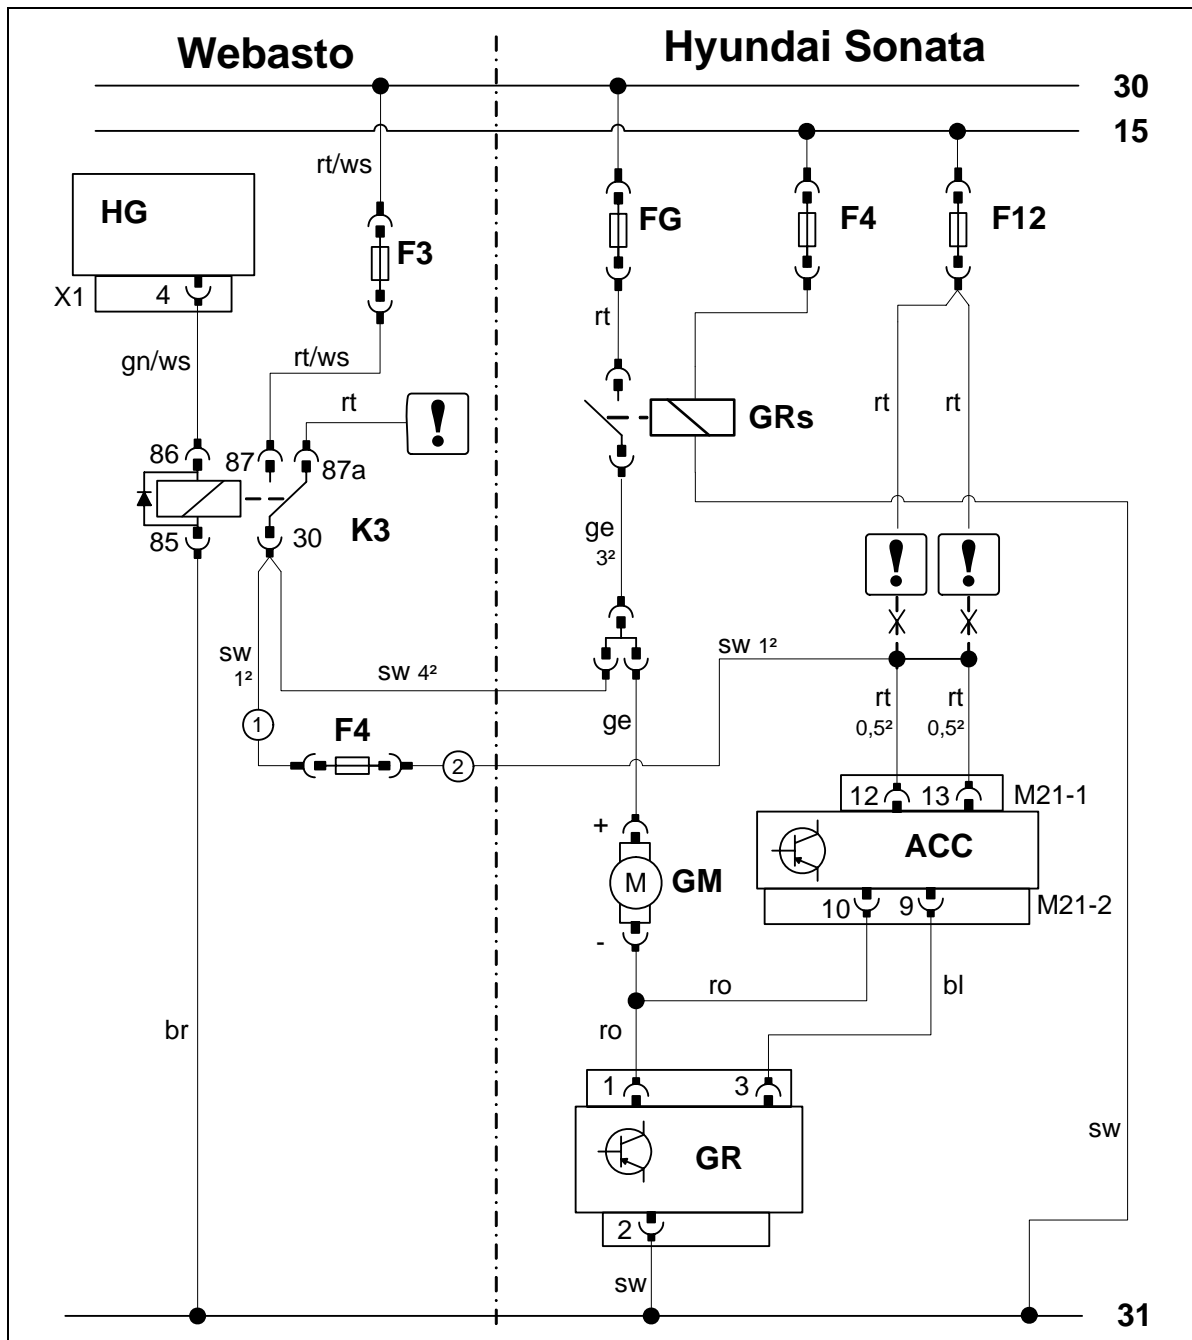 Webasto
Hyundai Sonata
30
15
rt/ws
HG
FG
F4
F12
F3
X1
4
rt
gn/ws
rt/ws
rt
!
GRs
rt
rt
86
87
87a
ge
3²
85
30
K3
!
!
sw
1²
sw 4²
sw 1²
rt
0,5²
rt
0,5²
1
F4
2
ge
12
13
M21-1
+
ACC
M
GM
10
9
M21-2
-
ro
bl
br
ro
1
3
sw
GR
2
sw
31